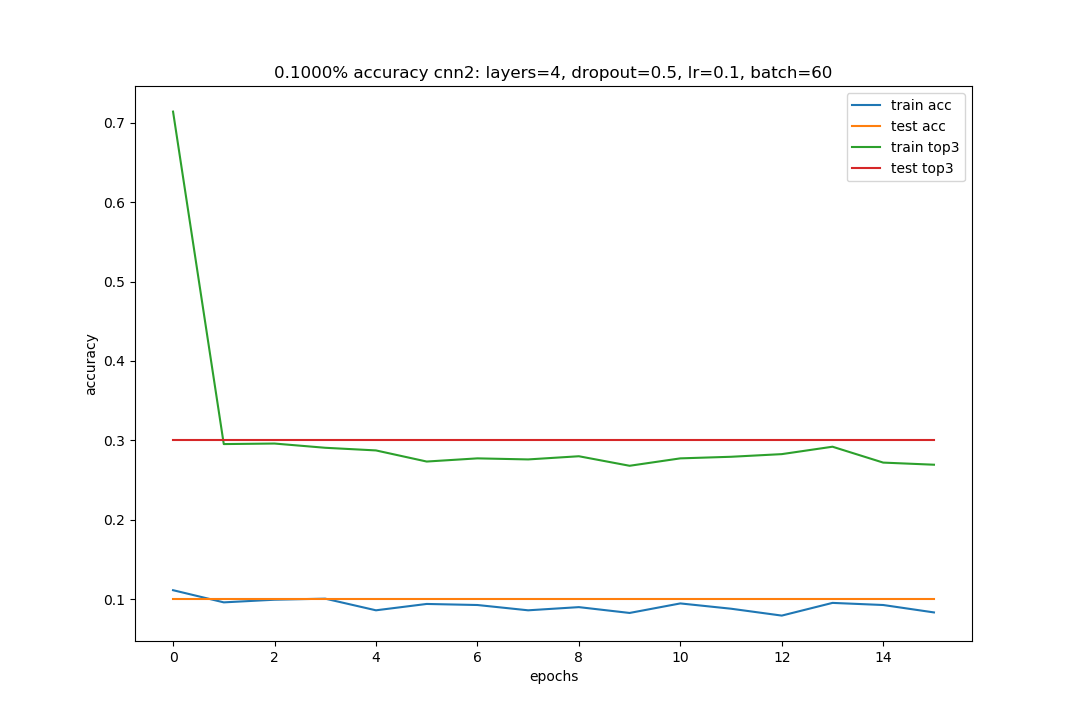 0.1000% accuracy cnn2: layers=4, dropout=0.5, lr=0.1, batch=60
train acc
test acc
train top3
test top3
0.7
0.6
0.5
0.4
0.3
0.2
0.1
accuracy
0 2 4 6 8 10 12 14
epochs